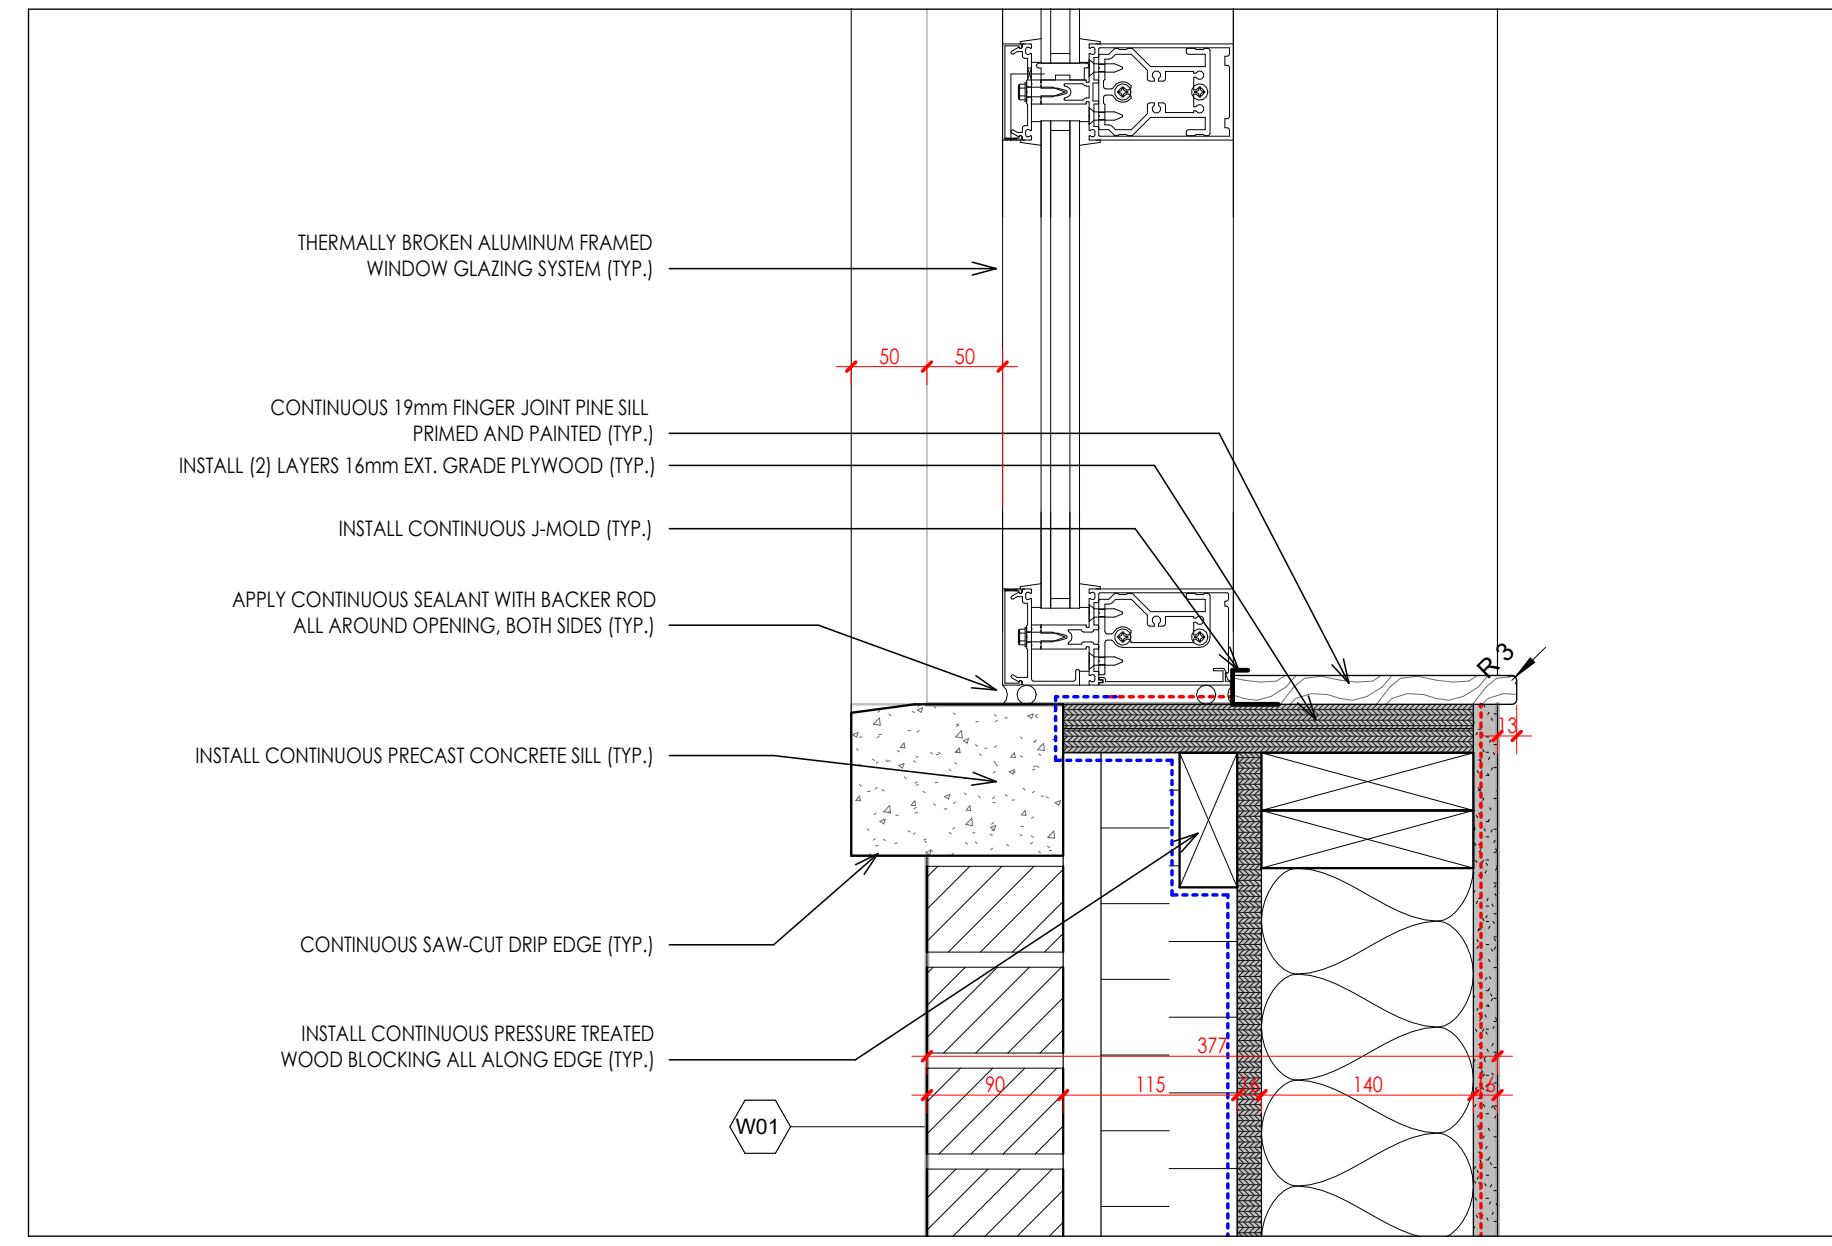 THERMALLY BROKEN ALUMINUM FRAMED
WINDOW GLAZING SYSTEM (TYP.)
50
50
CONTINUOUS 19mm FINGER JOINT PINE SILL
PRIMED AND PAINTED (TYP.)
INSTALL (2) LAYERS 16mm EXT. GRADE PLYWOOD (TYP.)
INSTALL CONTINUOUS J-MOLD (TYP.)
APPLY CONTINUOUS SEALANT WITH BACKER ROD
ALL AROUND OPENING, BOTH SIDES (TYP.)
R 3
13
INSTALL CONTINUOUS PRECAST CONCRETE SILL (TYP.)
CONTINUOUS SAW-CUT DRIP EDGE (TYP.)
INSTALL CONTINUOUS PRESSURE TREATED
WOOD BLOCKING ALL ALONG EDGE (TYP.)
377
90
115
16
140
16
W01